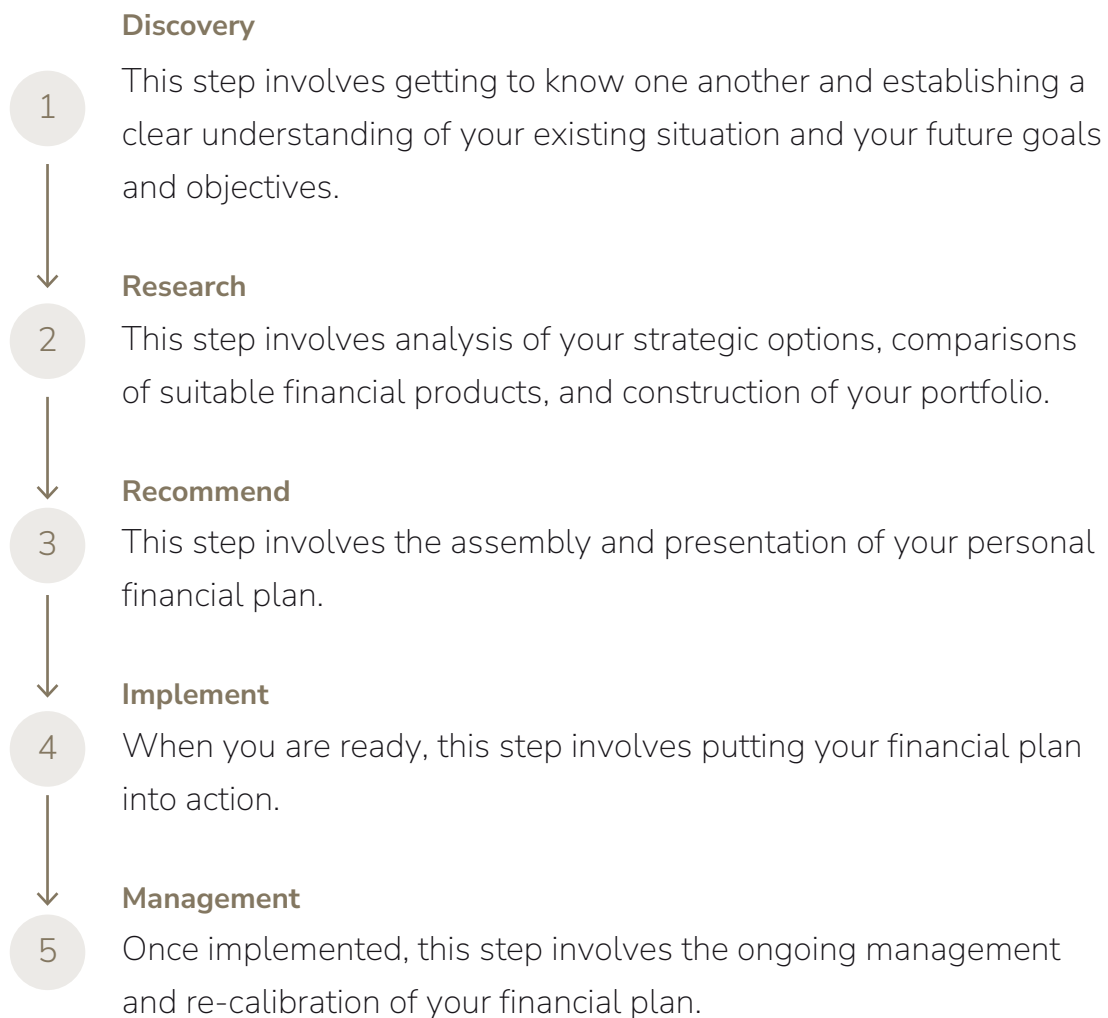 Discovery
1
This step involves getting to know one another and establishing a
clear understanding of your existing situation and your future goals
and objectives.
Research
2
This step involves analysis of your strategic options, comparisons
of suitable financial products, and construction of your portfolio.
Recommend
3
This step involves the assembly and presentation of your personal
financial plan.
Implement
4
When you are ready, this step involves putting your financial plan
into action.
Management
5
Once implemented, this step involves the ongoing management
and re-calibration of your financial plan.